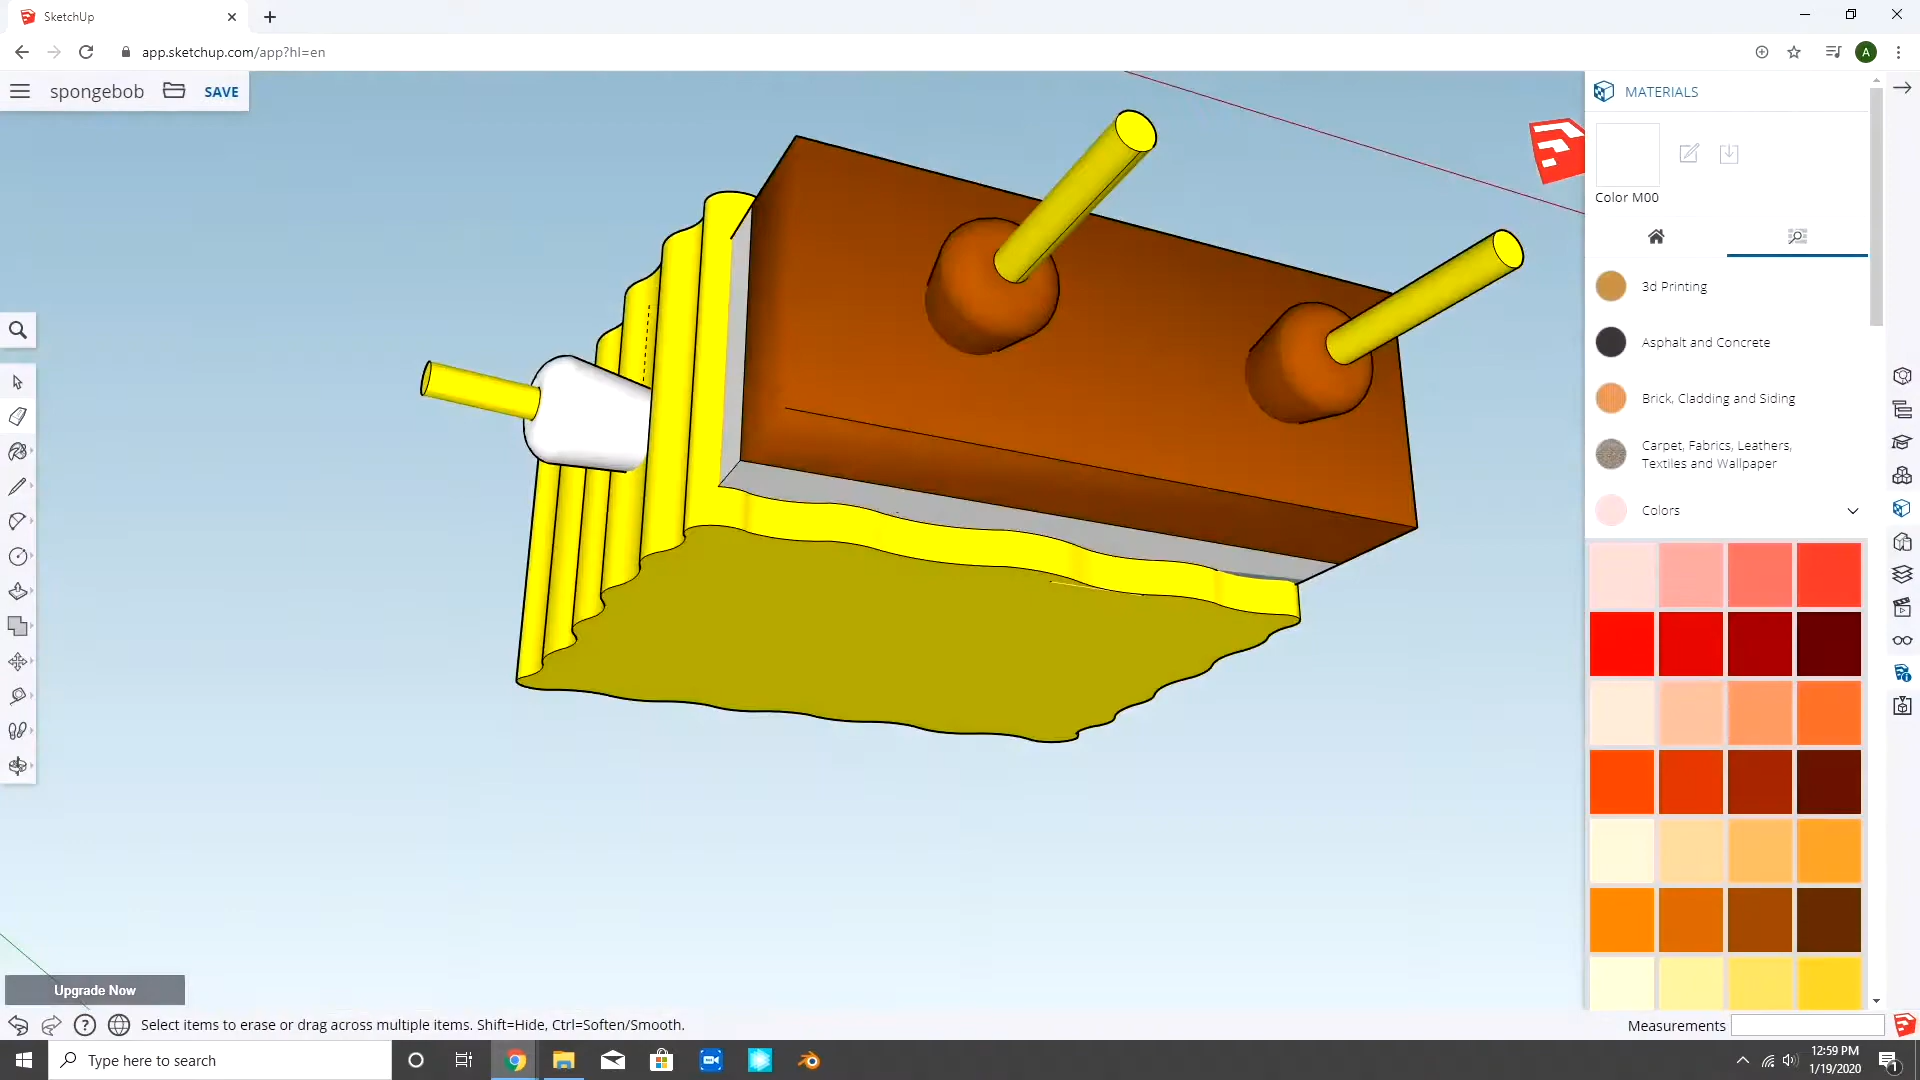 SketchUp
app.sketchup.com/app?hl=en
A
spongebob
SAVE
MATERIALS
Color M00
3d Printing
Asphalt and Concrete
Brick, Cladding and Siding
Carpet, Fabrics, Leathers,
Textiles and Wallpaper
Colors
Upgrade Now
Select items to erase or drag across multiple items. Shift=Hide, Ctrl=Soften/Smooth.
Measurements
Type here to search
12:59 PM
1/19/2020
1